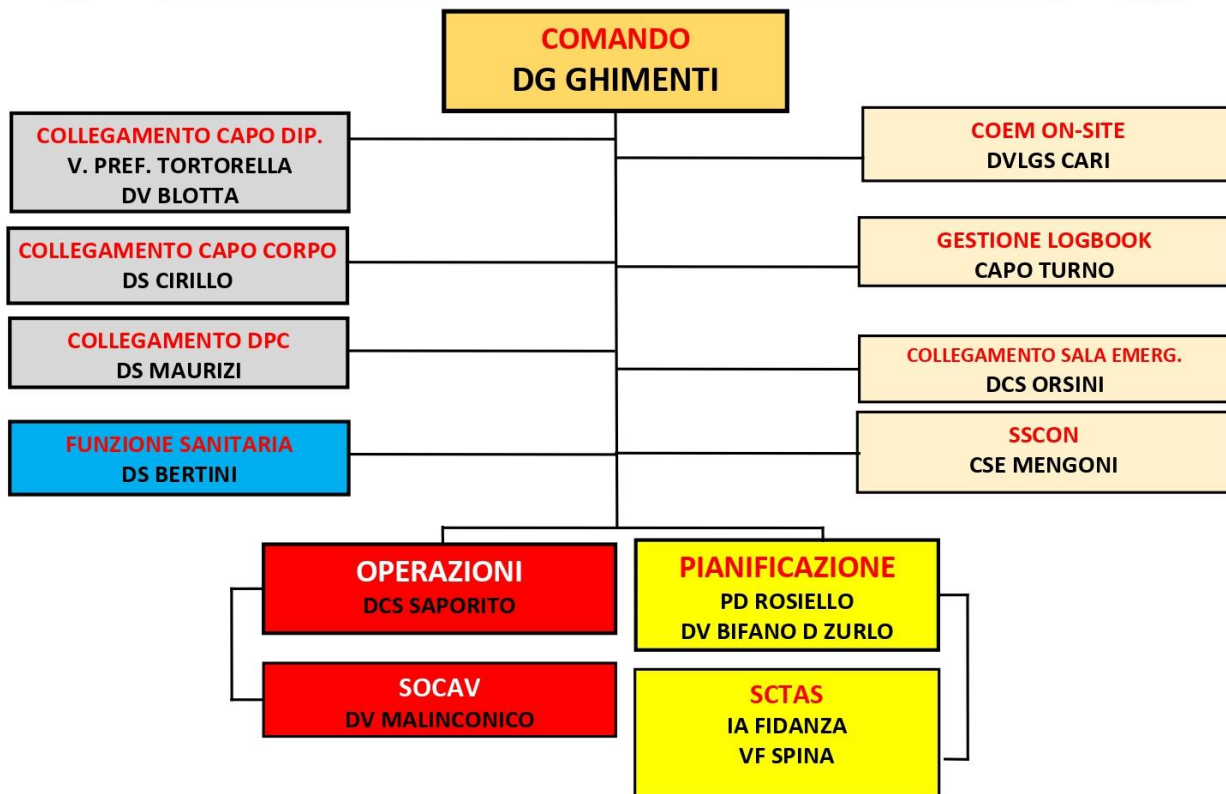 COMANDO
DG GHIMENTI
COLLEGAMENTO CAPO DIP.
V. PREF. TORTORELLA
DV BLOTTA
COEM ON-SITE
DVLGS CARI
COLLEGAMENTO CAPO CORPO
DS CIRILLO
GESTIONE LOGBOOK
CAPO TURNO
COLLEGAMENTO DPC
DS MAURIZI
COLLEGAMENTO SALA EMERG.
DCS ORSINI
FUNZIONE SANITARIA
DS BERTINI
SSCON
CSE MENGONI
OPERAZIONI
DCS SAPORITO
PIANIFICAZIONE
PD ROSIELLO
DV BIFANO D ZURLO
SOCAV
DV MALINCONICO
SCTAS
IA FIDANZA
VF SPINA